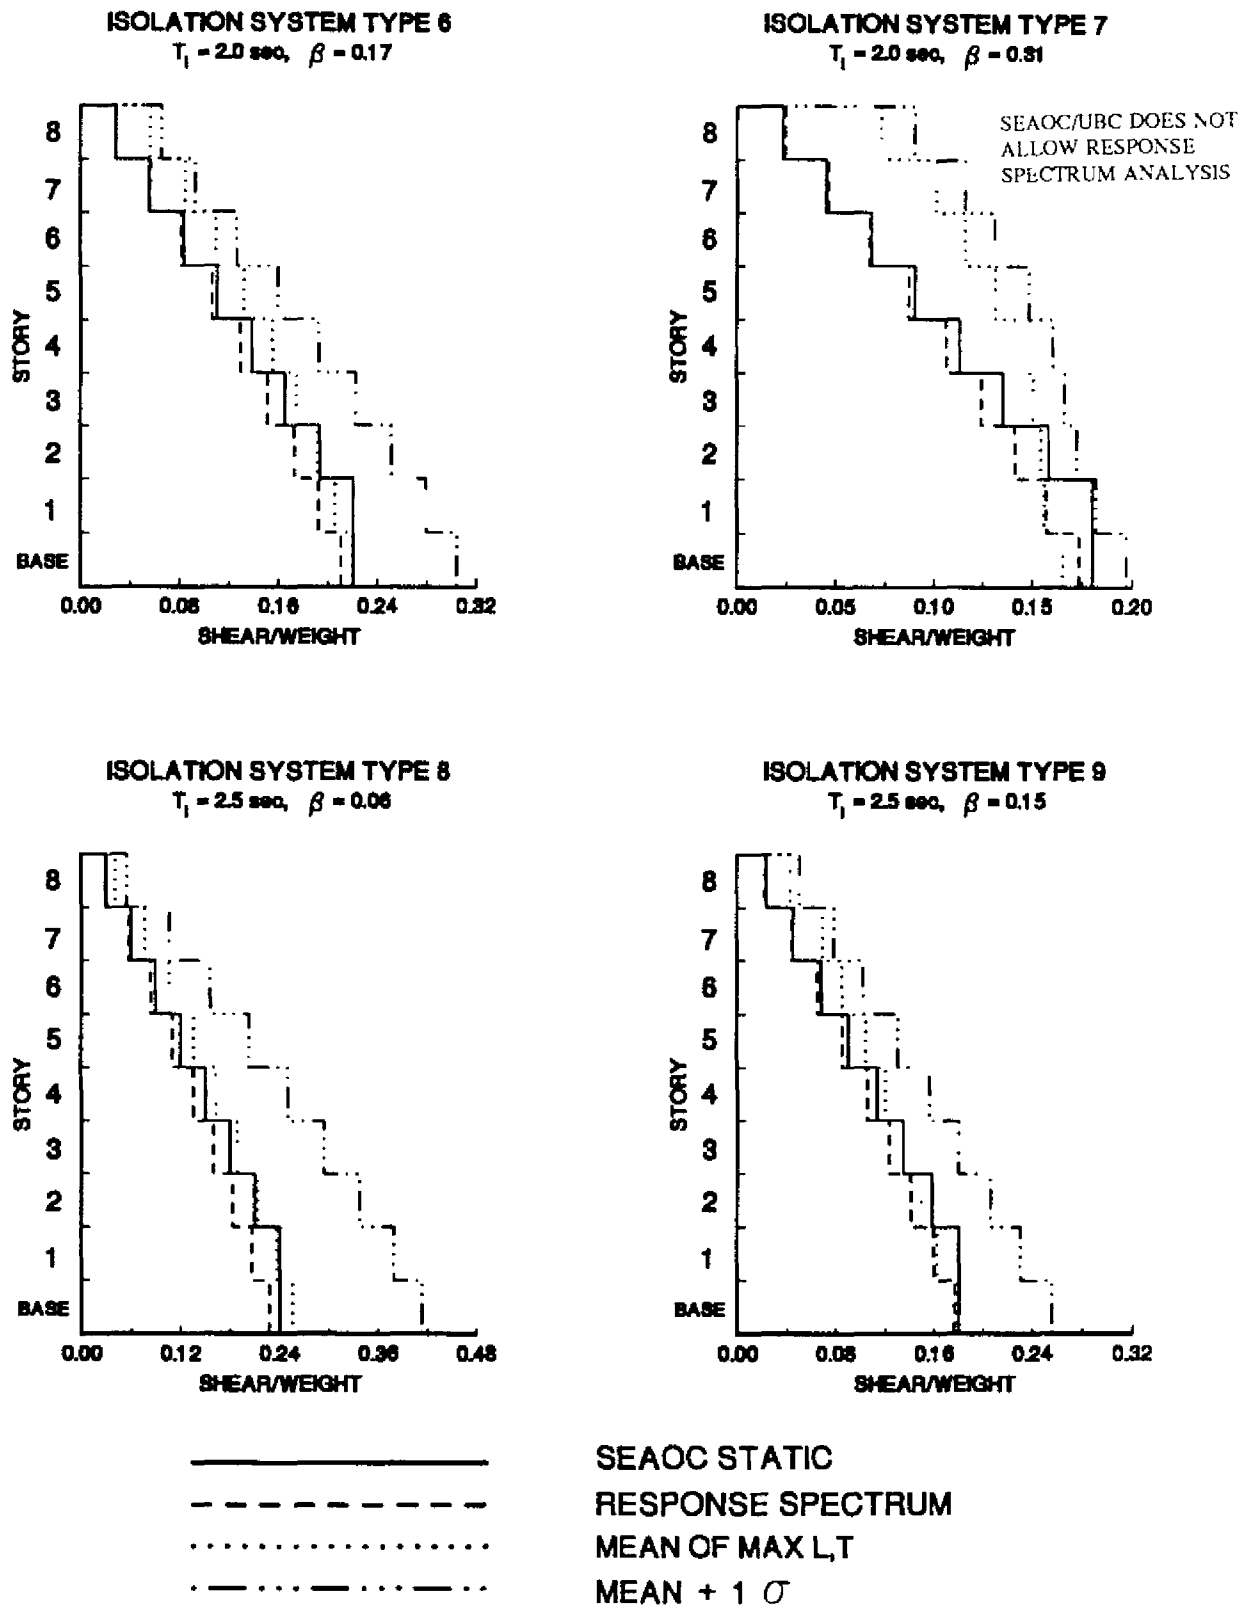 ISOLATION SYSTEM TYPE 6
T_I = 2.0 sec, β = 0.17
8
7
6
5
4
3
2
1
BASE
STORY
0.00 0.08 0.16 0.24 0.32
SHEAR/WEIGHT
ISOLATION SYSTEM TYPE 7
T_I = 2.0 sec, β = 0.31
SEAOC/UBC DOES NOT
ALLOW RESPONSE
SPECTRUM ANALYSIS
8
7
6
5
4
3
2
1
BASE
STORY
0.00 0.05 0.10 0.15 0.20
SHEAR/WEIGHT
ISOLATION SYSTEM TYPE 8
T_I = 2.5 sec, β = 0.06
8
7
6
5
4
3
2
1
BASE
STORY
0.00 0.12 0.24 0.36 0.48
SHEAR/WEIGHT
ISOLATION SYSTEM TYPE 9
T_I = 2.5 sec, β = 0.15
8
7
6
5
4
3
2
1
BASE
STORY
0.00 0.08 0.16 0.24 0.32
SHEAR/WEIGHT
SEAOC STATIC
RESPONSE SPECTRUM
MEAN OF MAX L,T
MEAN + 1 σ